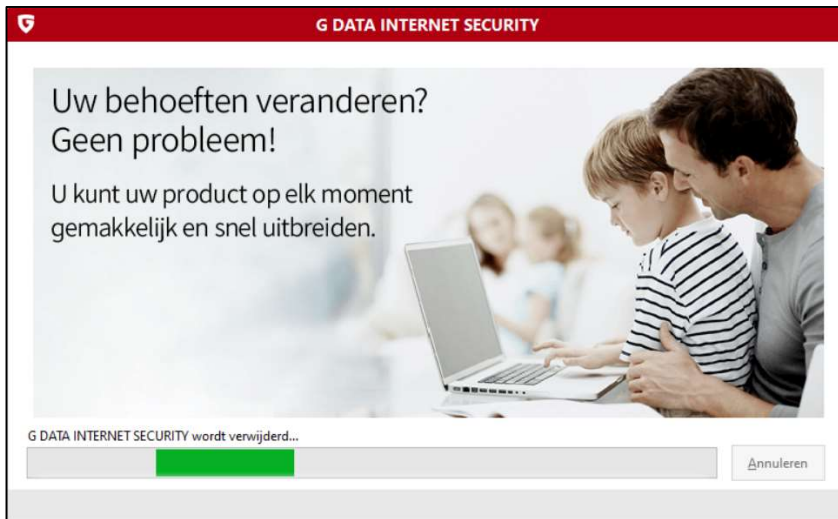 G DATA INTERNET SECURITY
Uw behoeften veranderen?
Geen probleem!
U kunt uw product op elk moment
gemakkelijk en snel uitbreiden.
G DATA INTERNET SECURITY wordt verwijderd...
Annuleren